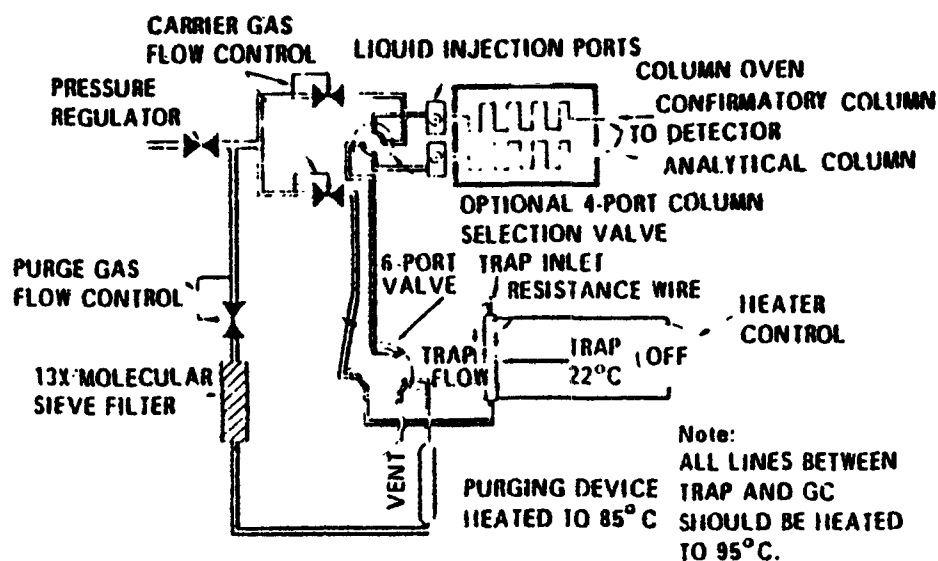 CARRIER GAS
FLOW CONTROL
LIQUID INJECTION PORTS
PRESSURE
REGULATOR
COLUMN OVEN
CONFIRMATORY COLUMN
TO DETECTOR
ANALYTICAL COLUMN
OPTIONAL 4-PORT COLUMN
SELECTION VALVE
PURGE GAS
FLOW CONTROL
6-PORT
VALVE
TRAP INLET
RESISTANCE WIRE
HEATER
CONTROL
TRAP
FLOW
TRAP
22°C
OFF
13X MOLECULAR
SIEVE FILTER
VENT
PURGING DEVICE
HEATED TO 85°C
Note:
ALL LINES BETWEEN
TRAP AND GC
SHOULD BE HEATED
TO 95°C.